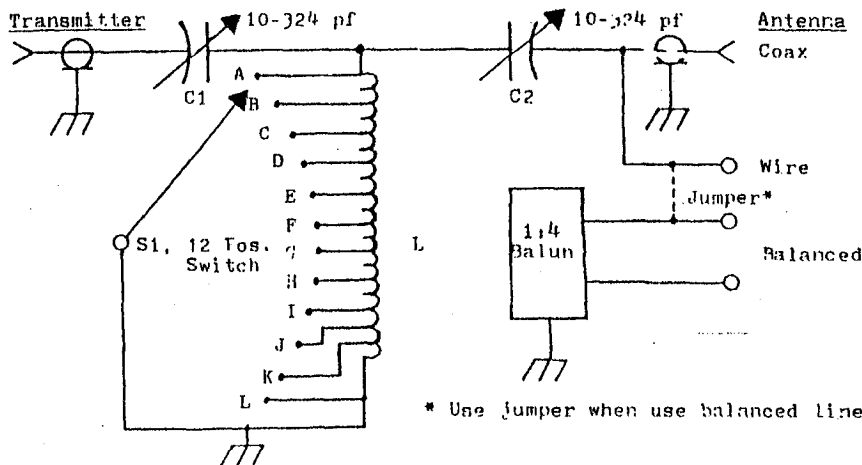 Transmitter
10-324 pf
10-324 pf
Antenna
Coax
C1
C2
A
B
C
D
E
F
G
H
I
J
K
L
S1, 12 Pos.
Switch
L
1:4
Balun
Wire
Jumper*
Balanced
* Use jumper when use balanced line